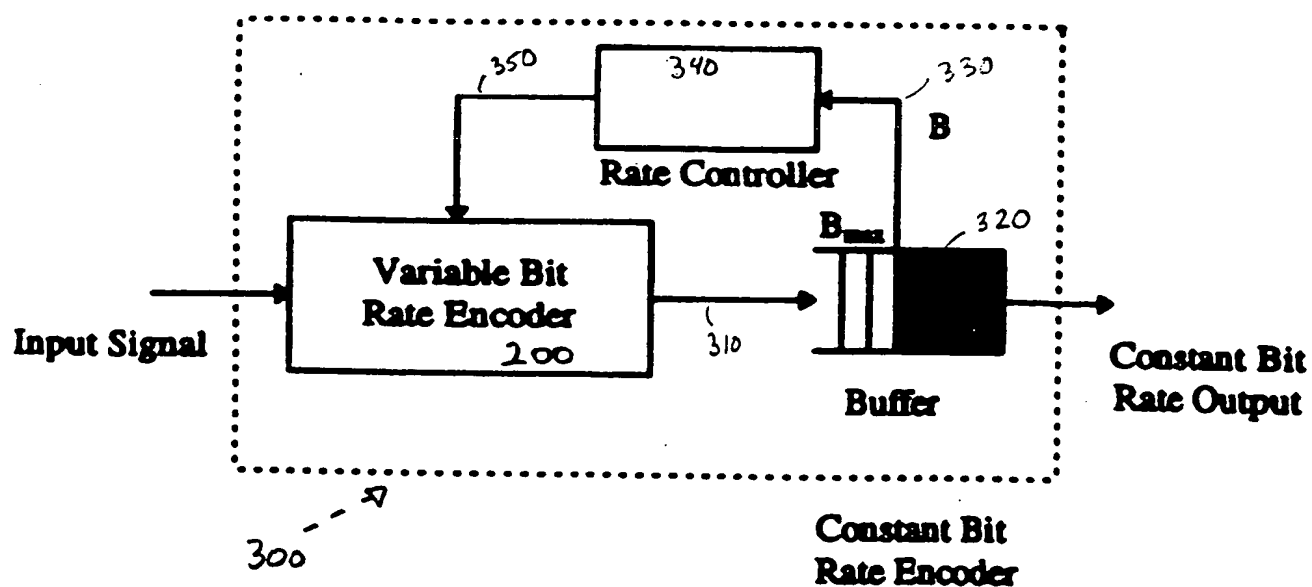 350
340
330
B
Rate Controller
Bmax
320
Variable Bit
Rate Encoder
200
310
Input Signal
Buffer
Constant Bit
Rate Output
300
Constant Bit
Rate Encoder